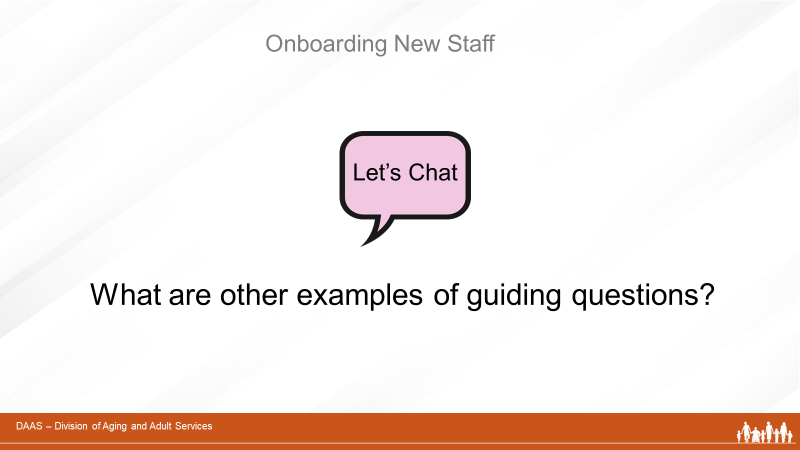 Onboarding New Staff
Let’s Chat
What are other examples of guiding questions?
DAAS – Division of Aging and Adult Services